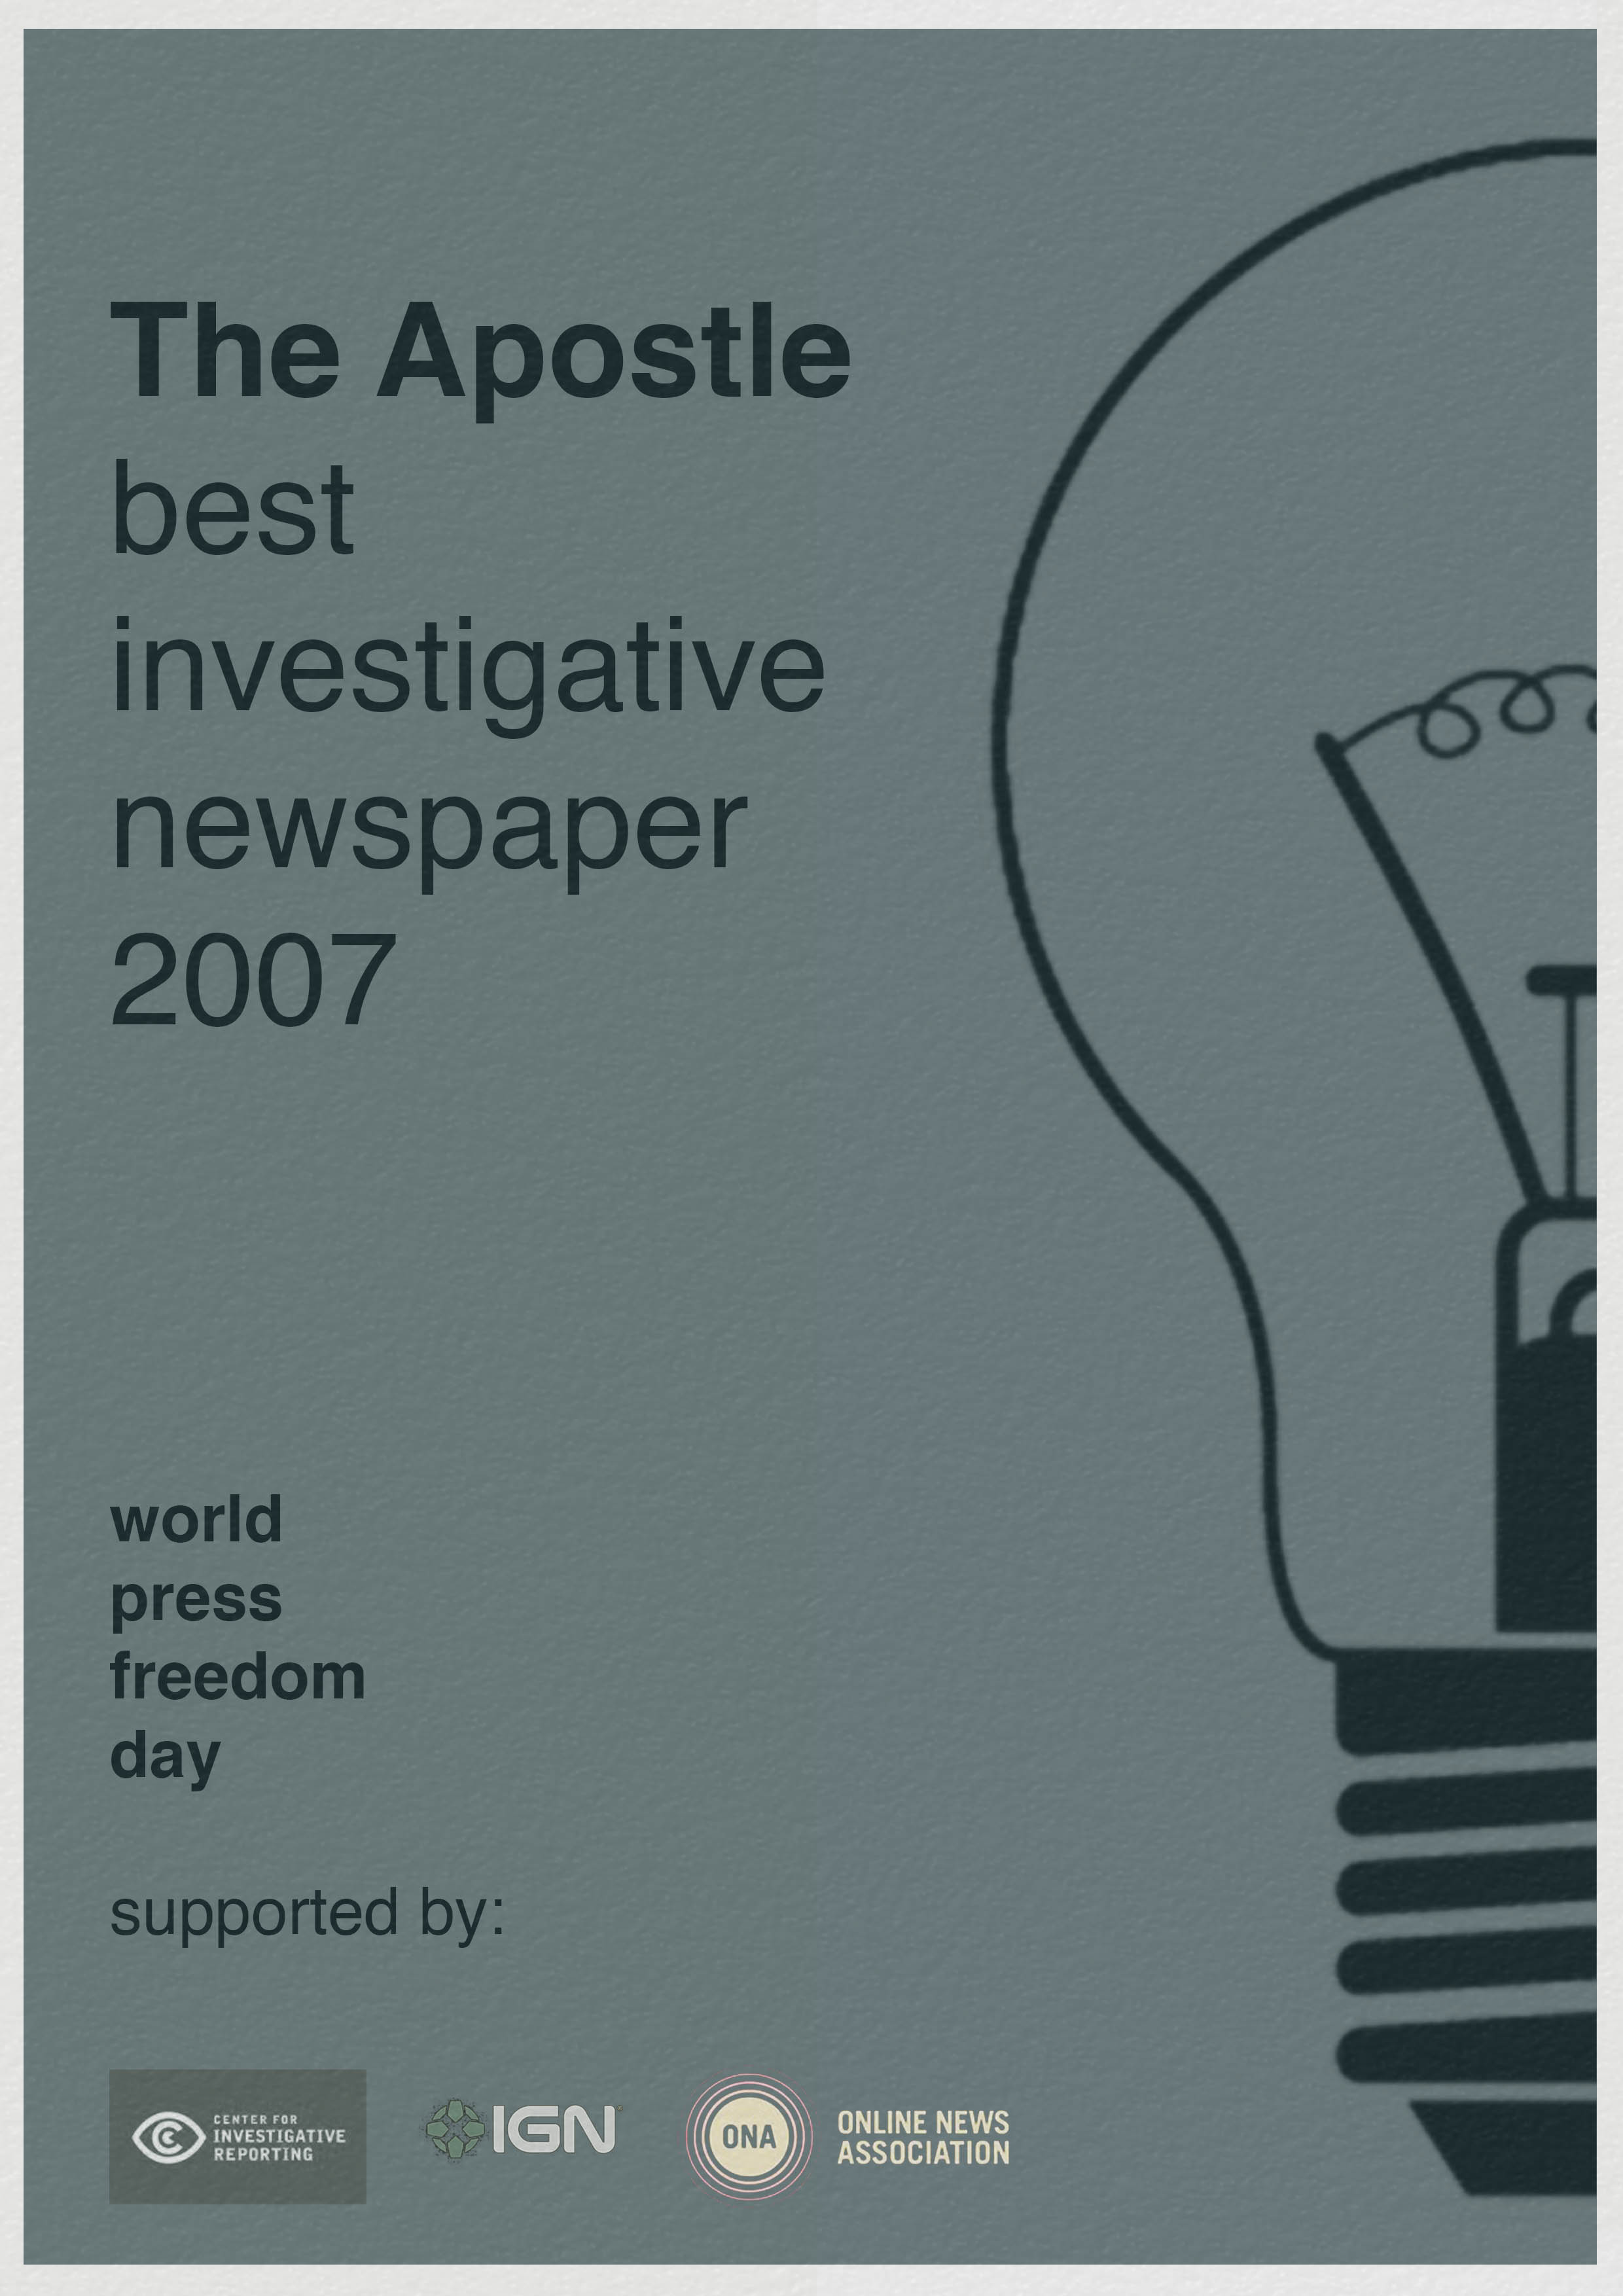 The Apostle
best
investigative
newspaper
2007
world
press
freedom
day
supported by:
CENTER FOR
INVESTIGATIVE
REPORTING
IGN
ONA
ONLINE NEWS
ASSOCIATION